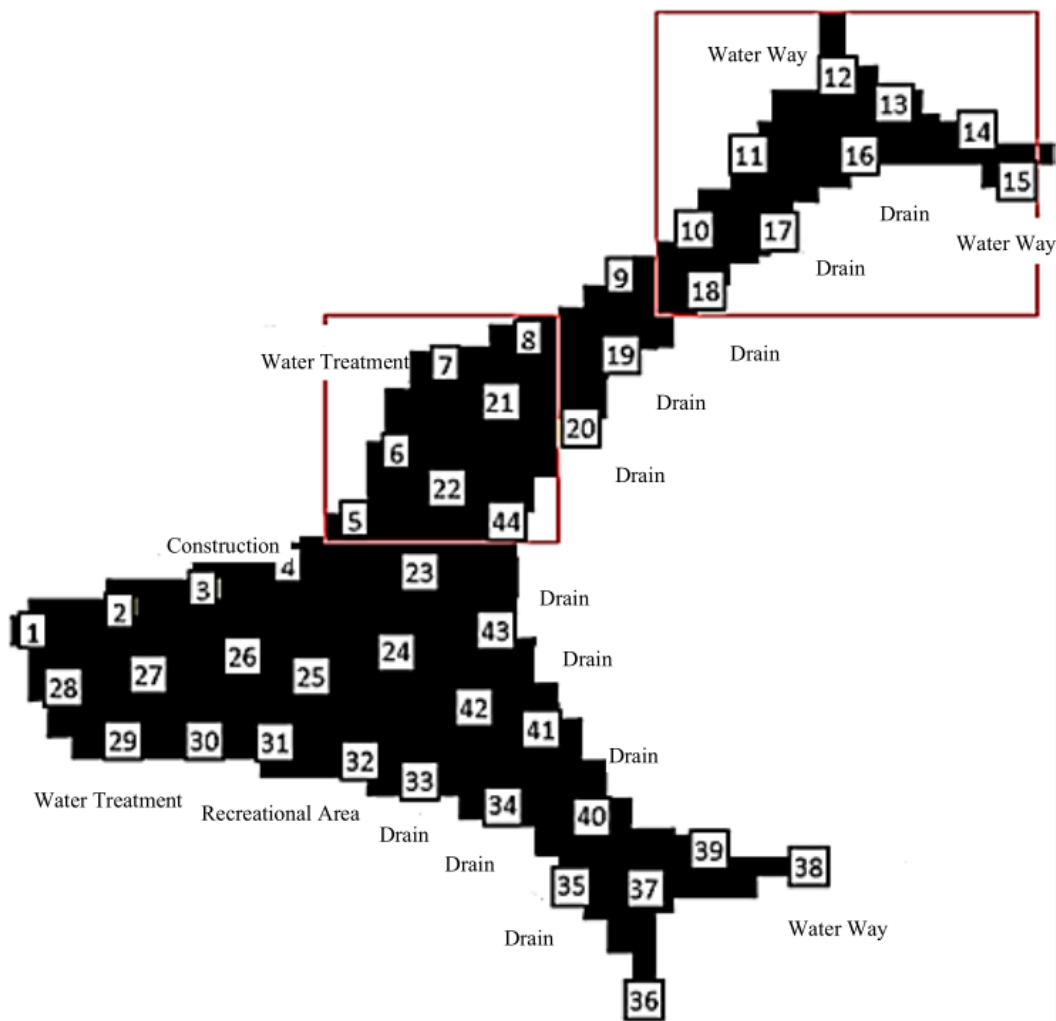 Water Way
12
13
14
11
16
15
Drain
10
17
Water Way
Drain
9
18
8
Water Treatment
7
19
Drain
21
Drain
20
6
Drain
22
5
44
Construction
4
23
3
Drain
2
1
43
24
Drain
26
27
25
28
42
41
29
30
31
Drain
32
33
Water Treatment
34
Recreational Area
40
Drain
39
Drain
38
35
37
Drain
Water Way
36